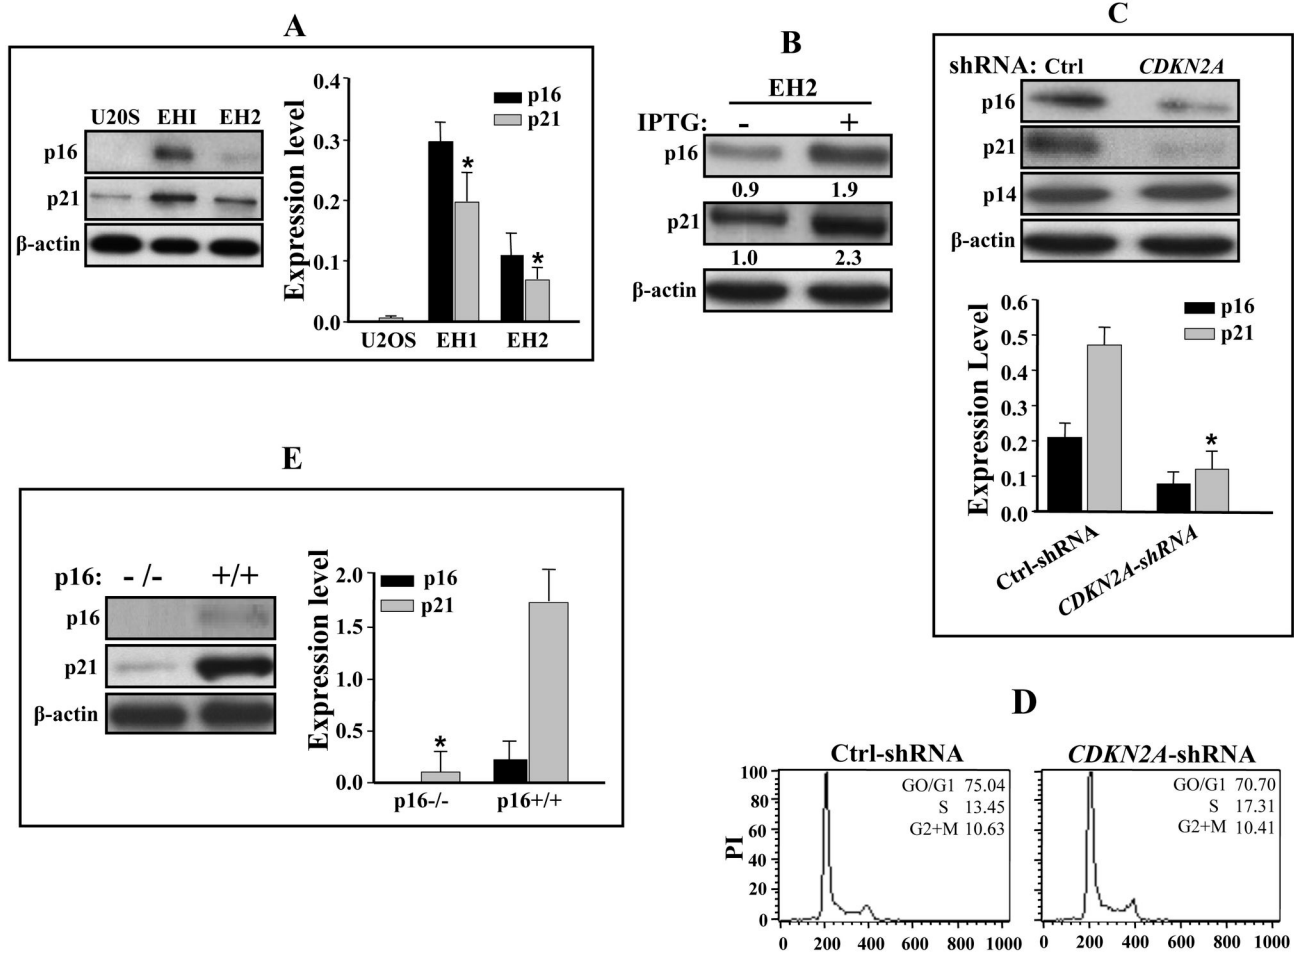 A
U20S EHI EH2
p16
p21
β-actin
Expression level
0.4
0.3
0.2
0.1
0.0
p16
p21
*
*
U2OS EH1 EH2
B
EH2
IPTG: - +
p16
0.9 1.9
p21
1.0 2.3
β-actin
C
shRNA: Ctrl CDKN2A
p16
p21
p14
β-actin
Expression Level
0.6
0.5
0.4
0.3
0.2
0.1
0.0
p16
p21
*
Ctrl-shRNA
CDKN2A-shRNA
E
p16: - /- +/+
p16
p21
β-actin
Expression level
2.0
1.5
1.0
0.5
0.0
p16
p21
*
p16-/- p16+/+
D
Ctrl-shRNA
PI
100
80
60
40
20
0
GO/G1 75.04
S 13.45
G2+M 10.63
0 200 400 600 800 1000
CDKN2A-shRNA
GO/G1 70.70
S 17.31
G2+M 10.41
0 200 400 600 800 1000